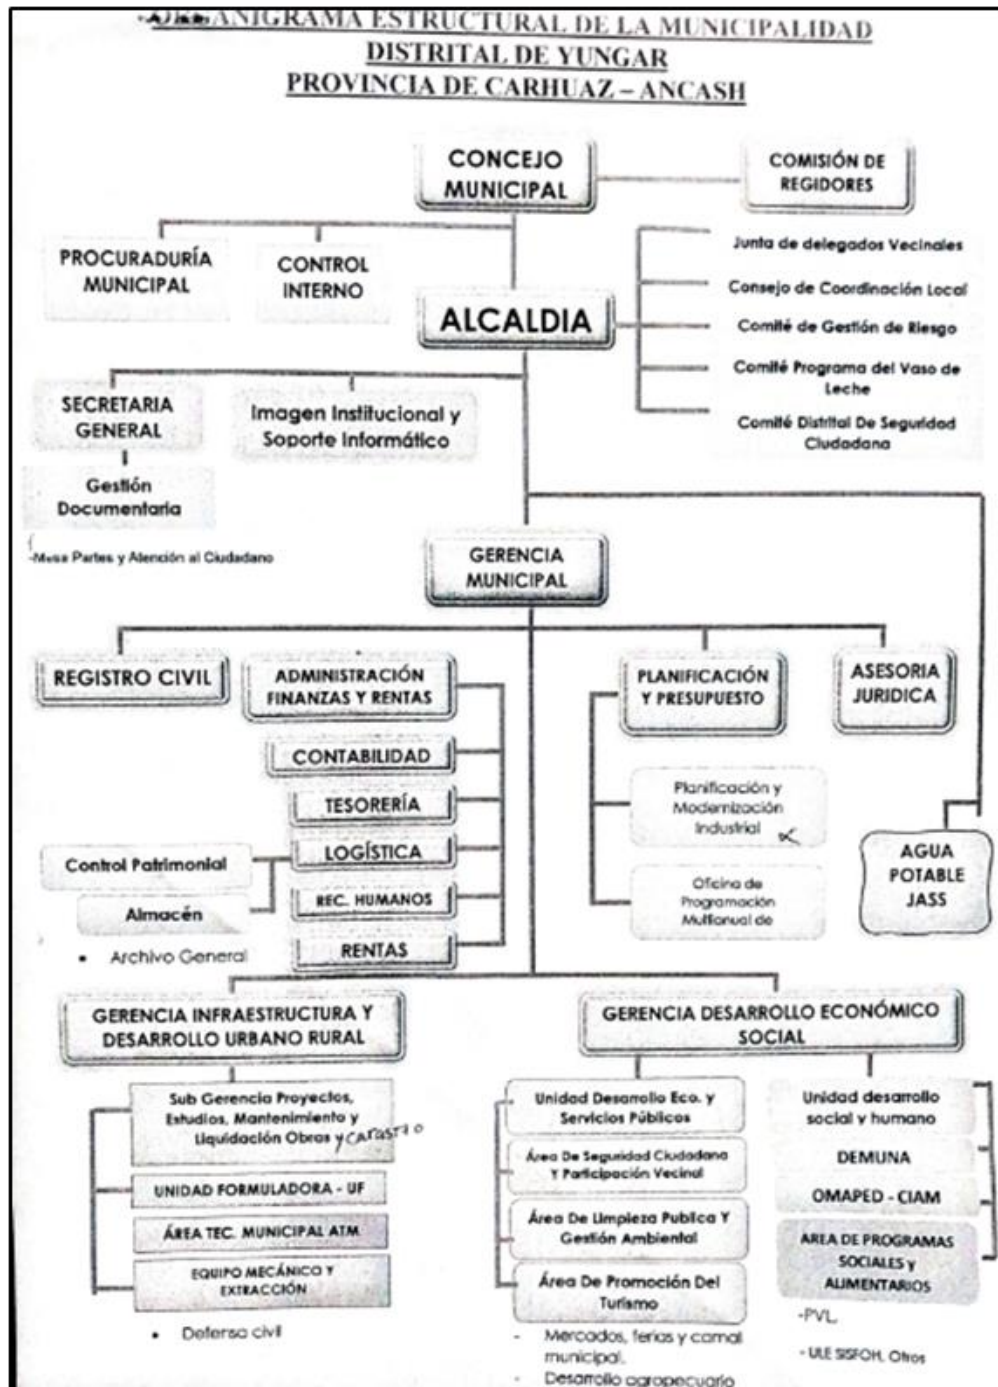 ORGANIGRAMA ESTRUCTURAL DE LA MUNICIPALIDAD
DISTRITAL DE YUNGAR
PROVINCIA DE CARHUAZ – ANCASH
CONCEJO
MUNICIPAL
COMISIÓN DE
REGIDORES
PROCURADURÍA
MUNICIPAL
CONTROL
INTERNO
ALCALDIA
Junta de delegados Vecinales
Consejo de Coordinación Local
Comité de Gestión de Riesgo
Comité Programa del Vaso de
Leche
Comité Distrital De Seguridad
Ciudadana
SECRETARIA
GENERAL
Imagen Institucional y
Soporte Informático
Gestión
Documentaria
-Mesa Partes y Atención al Ciudadano
GERENCIA
MUNICIPAL
REGISTRO CIVIL
ADMINISTRACIÓN
FINANZAS Y RENTAS
PLANIFICACIÓN
Y PRESUPUESTO
ASESORIA
JURIDICA
CONTABILIDAD
TESORERÍA
LOGÍSTICA
REC. HUMANOS
RENTAS
Control Patrimonial
Almacén
• Archivo General
Planificación y
Modernización
Industrial
Oficina de
Programación
Multianual de
AGUA
POTABLE
JASS
GERENCIA INFRAESTRUCTURA Y
DESARROLLO URBANO RURAL
GERENCIA DESARROLLO ECONÓMICO
SOCIAL
Sub Gerencia Proyectos,
Estudios, Mantenimiento y
Liquidación Obras y CATASTRO
UNIDAD FORMULADORA - UF
ÁREA TEC. MUNICIPAL ATM
EQUIPO MECÁNICO Y
EXTRACCIÓN
• Defensa civil
Unidad Desarrollo Eco. y
Servicios Públicos
Área De Seguridad Ciudadana
Y Participación Vecinal
Área De Limpieza Publica Y
Gestión Ambiental
Área De Promoción Del
Turismo
- Mercados, ferias y camal
municipal.
- Desarrollo agropecuario
Unidad desarrollo
social y humano
DEMUNA
OMAPED - CIAM
ÁREA DE PROGRAMAS
SOCIALES y
ALIMENTARIOS
-PVL,
- ULE SISFOH, Otros